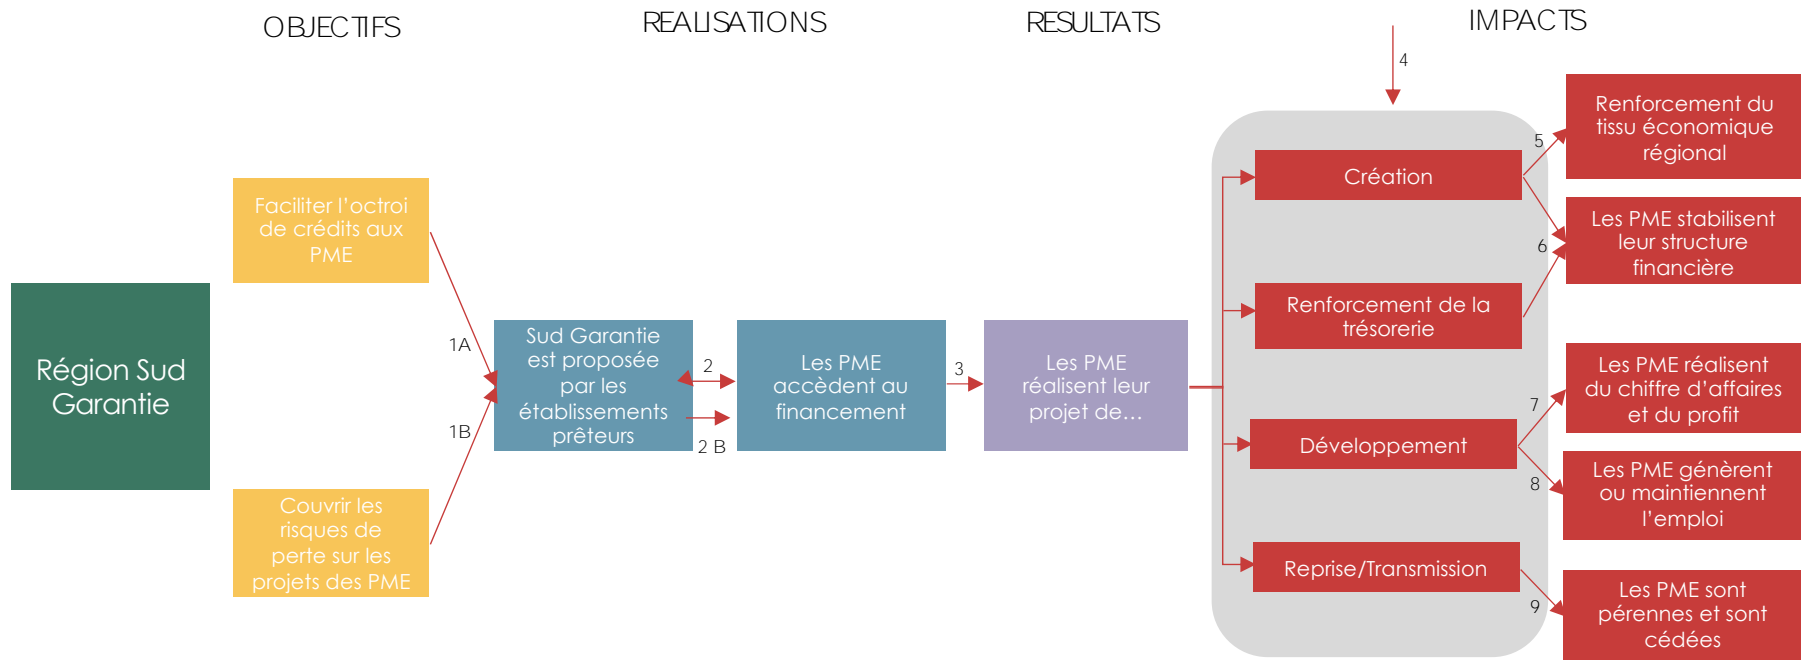 OBJECTIFS
REALISATIONS
RESULTATS
IMPACTS
Région Sud
Garantie
Faciliter l’octroi
de crédits aux
PME
Couvrir les
risques de
perte sur les
projets des PME
1A
1B
Sud Garantie
est proposée
par les
établissements
prêteurs
2
2 B
Les PME
accèdent au
financement
3
Les PME
réalisent leur
projet de…
4
Création
Renforcement de la
trésorerie
Développement
Reprise/Transmission
5
6
7
8
9
Renforcement du
tissu économique
régional
Les PME stabilisent
leur structure
financière
Les PME réalisent
du chiffre d’affaires
et du profit
Les PME génèrent
ou maintiennent
l’emploi
Les PME sont
pérennes et sont
cédées